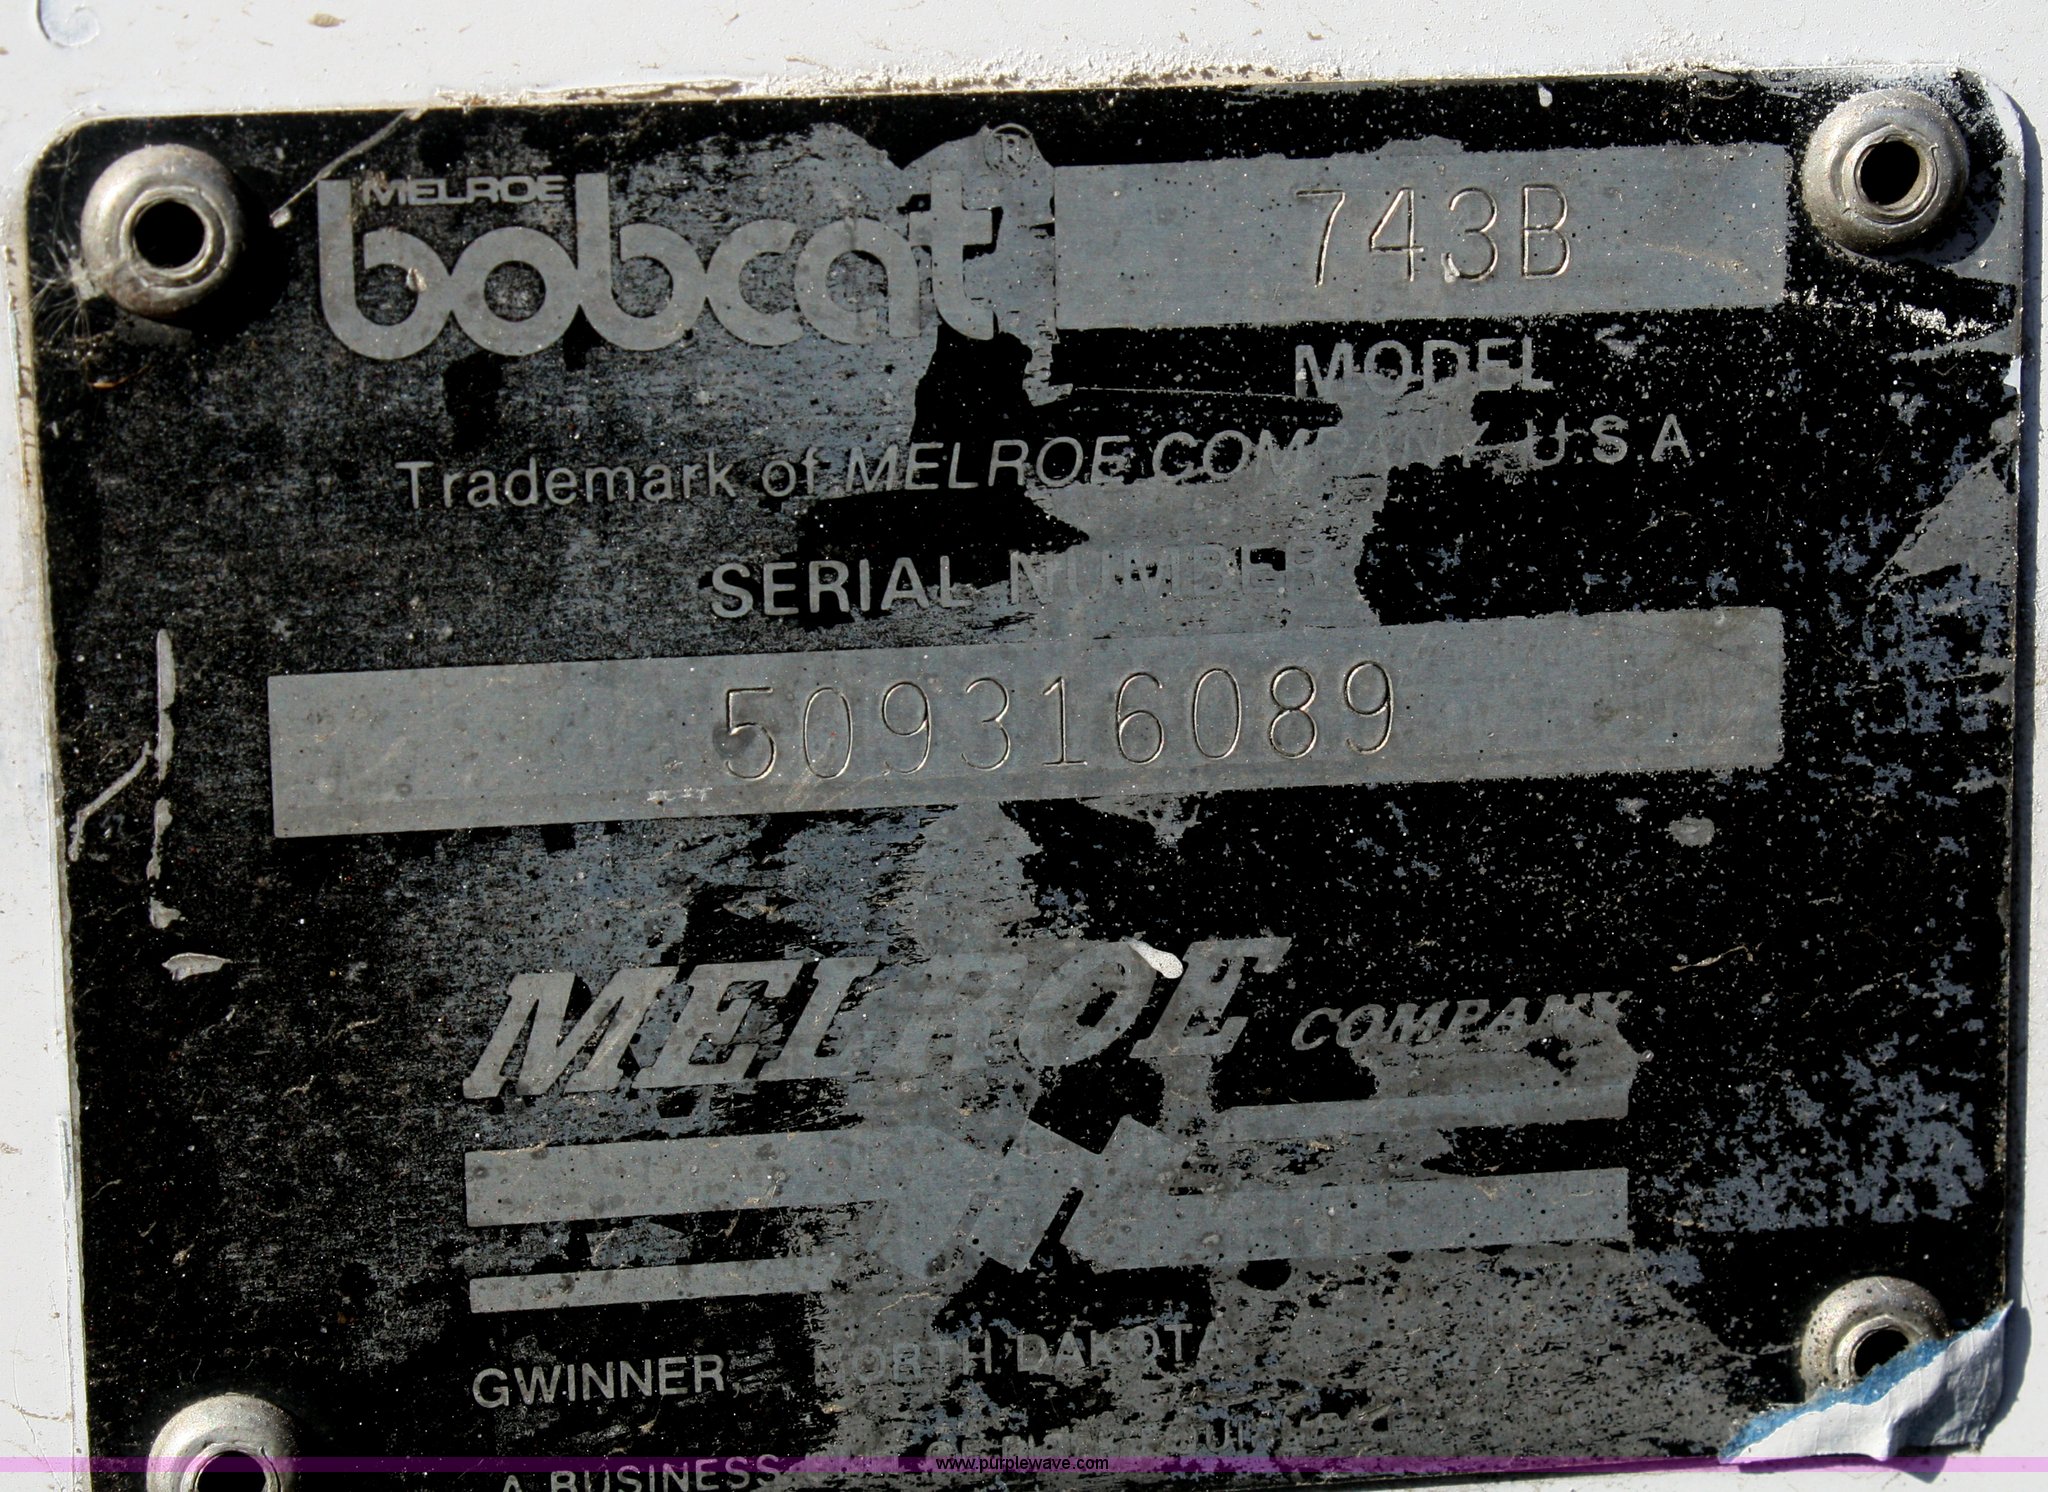 MELROE
bobcat®
743B
MODEL
Trademark of MELROE COMPANY U.S.A.
SERIAL NUMBER
509316089
MELROE COMPANY
GWINNER, NORTH DAKOTA
A BUSINESS OF
www.purplewave.com